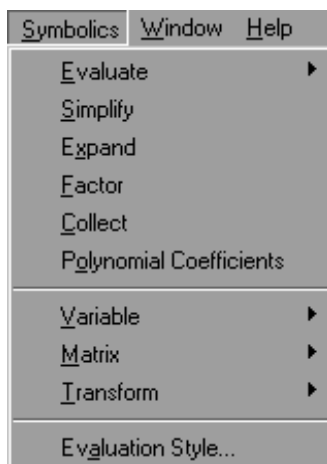 Symbolics Window Help
Evaluate
Simplify
Expand
Factor
Collect
Polynomial Coefficients
Variable
Matrix
Transform
Evaluation Style...